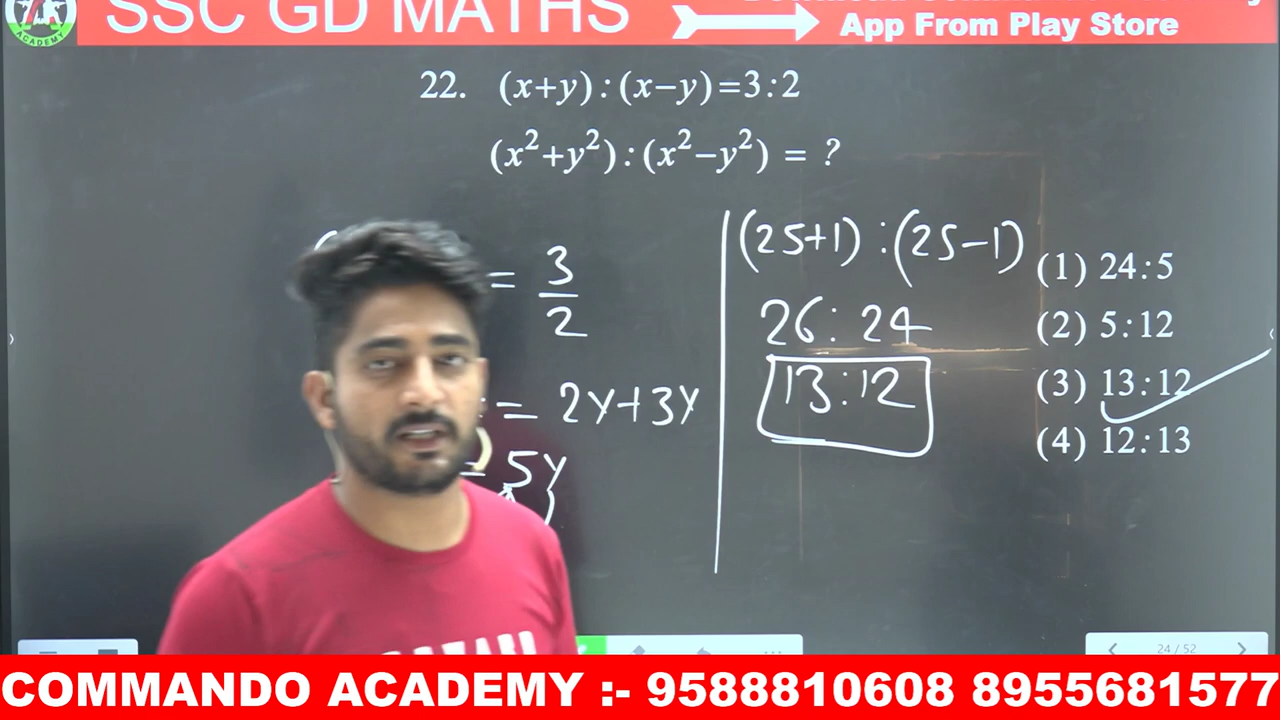 SSC GD MATHS
App From Play Store
ACADEMY
22. (x+y):(x−y)=3:2
(x²+y²):(x²−y²) = ?
= 3/2
= 2y+3y
= 5y
(25+1):(25−1)
26:24
13:12
(1) 24:5
(2) 5:12
(3) 13:12
(4) 12:13
24 / 52
COMMANDO ACADEMY :- 9588810608 8955681577